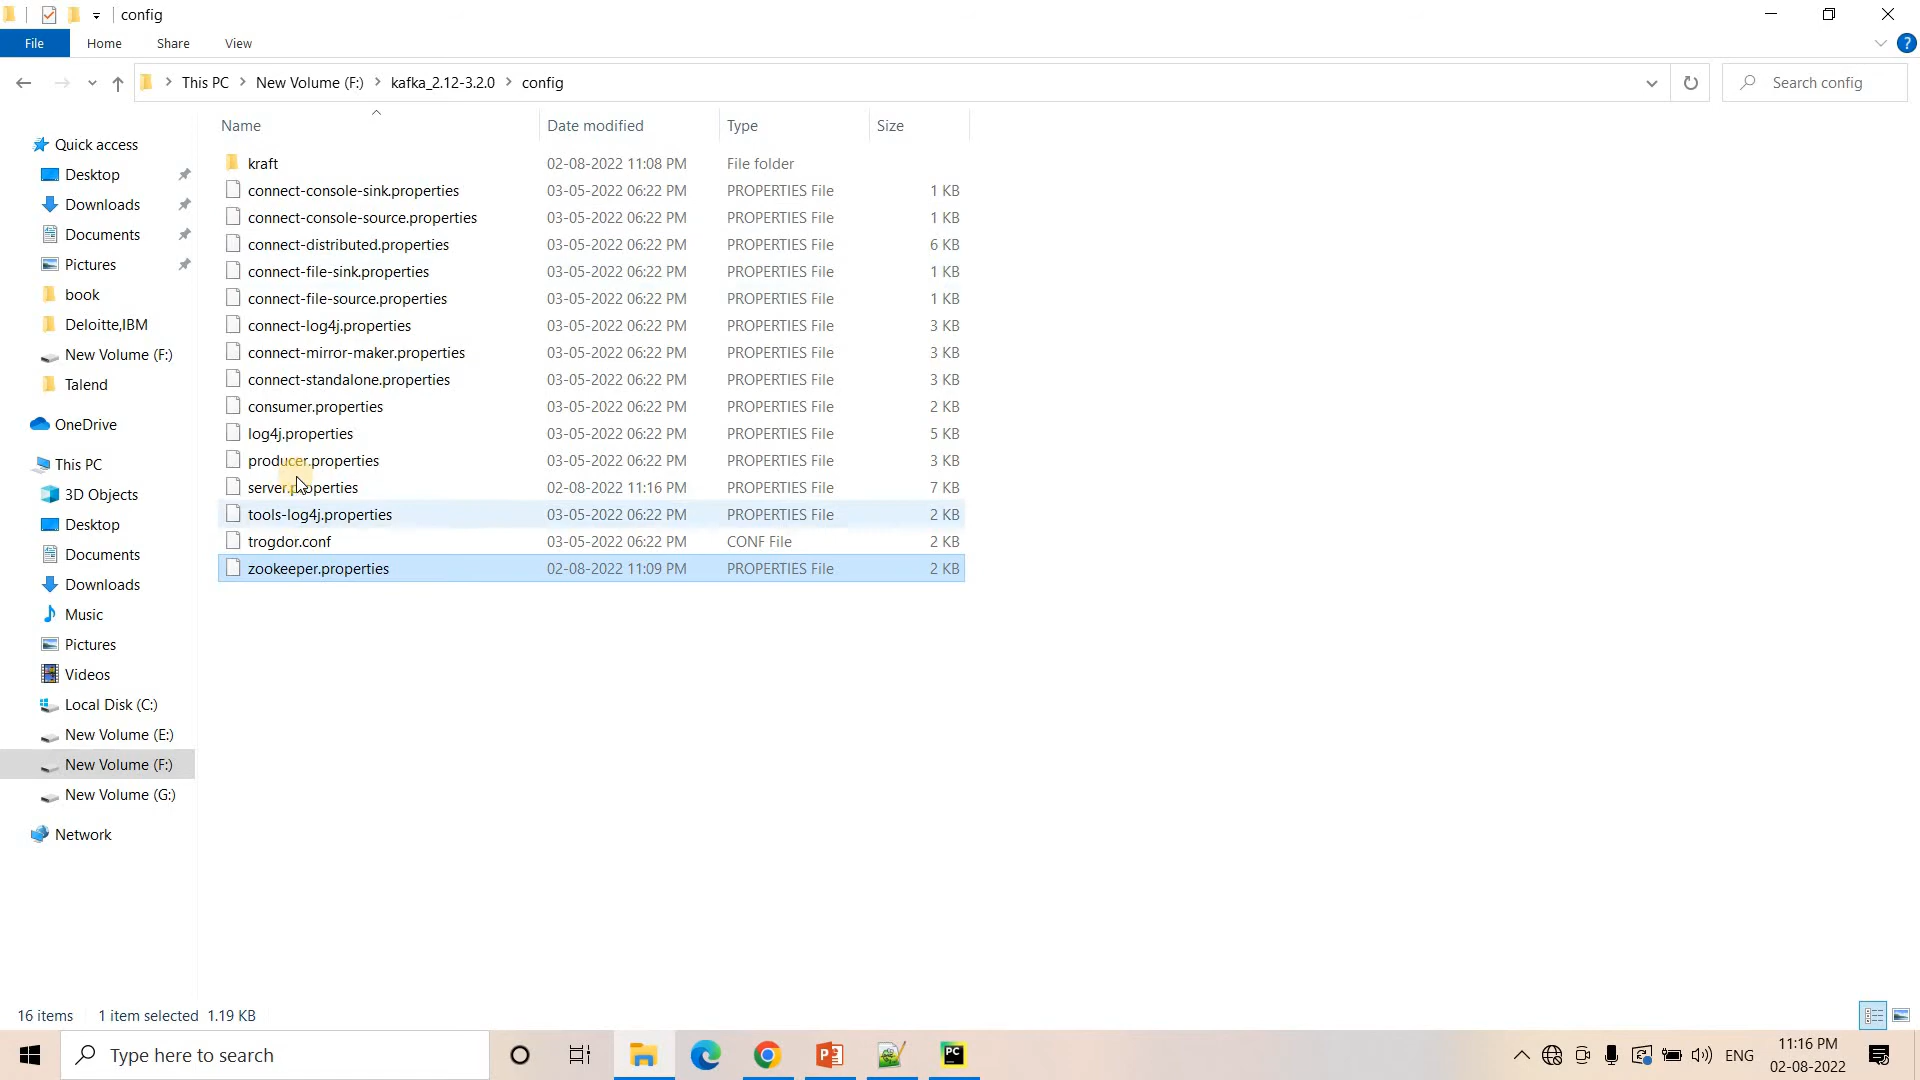 config
File Home Share View
This PC New Volume (F:) kafka_2.12-3.2.0 config
Search config
Name Date modified Type Size
kraft 02-08-2022 11:08 PM File folder
connect-console-sink.properties 03-05-2022 06:22 PM PROPERTIES File 1 KB
connect-console-source.properties 03-05-2022 06:22 PM PROPERTIES File 1 KB
connect-distributed.properties 03-05-2022 06:22 PM PROPERTIES File 6 KB
connect-file-sink.properties 03-05-2022 06:22 PM PROPERTIES File 1 KB
connect-file-source.properties 03-05-2022 06:22 PM PROPERTIES File 1 KB
connect-log4j.properties 03-05-2022 06:22 PM PROPERTIES File 3 KB
connect-mirror-maker.properties 03-05-2022 06:22 PM PROPERTIES File 3 KB
connect-standalone.properties 03-05-2022 06:22 PM PROPERTIES File 3 KB
consumer.properties 03-05-2022 06:22 PM PROPERTIES File 2 KB
log4j.properties 03-05-2022 06:22 PM PROPERTIES File 5 KB
producer.properties 03-05-2022 06:22 PM PROPERTIES File 3 KB
server.properties 02-08-2022 11:16 PM PROPERTIES File 7 KB
tools-log4j.properties 03-05-2022 06:22 PM PROPERTIES File 2 KB
trogdor.conf 03-05-2022 06:22 PM CONF File 2 KB
zookeeper.properties 02-08-2022 11:09 PM PROPERTIES File 2 KB
Quick access
Desktop
Downloads
Documents
Pictures
book
Deloitte,IBM
New Volume (F:)
Talend
OneDrive
This PC
3D Objects
Desktop
Documents
Downloads
Music
Pictures
Videos
Local Disk (C:)
New Volume (E:)
New Volume (F:)
New Volume (G:)
Network
16 items 1 item selected 1.19 KB
Type here to search
PC
ENG
11:16 PM
02-08-2022